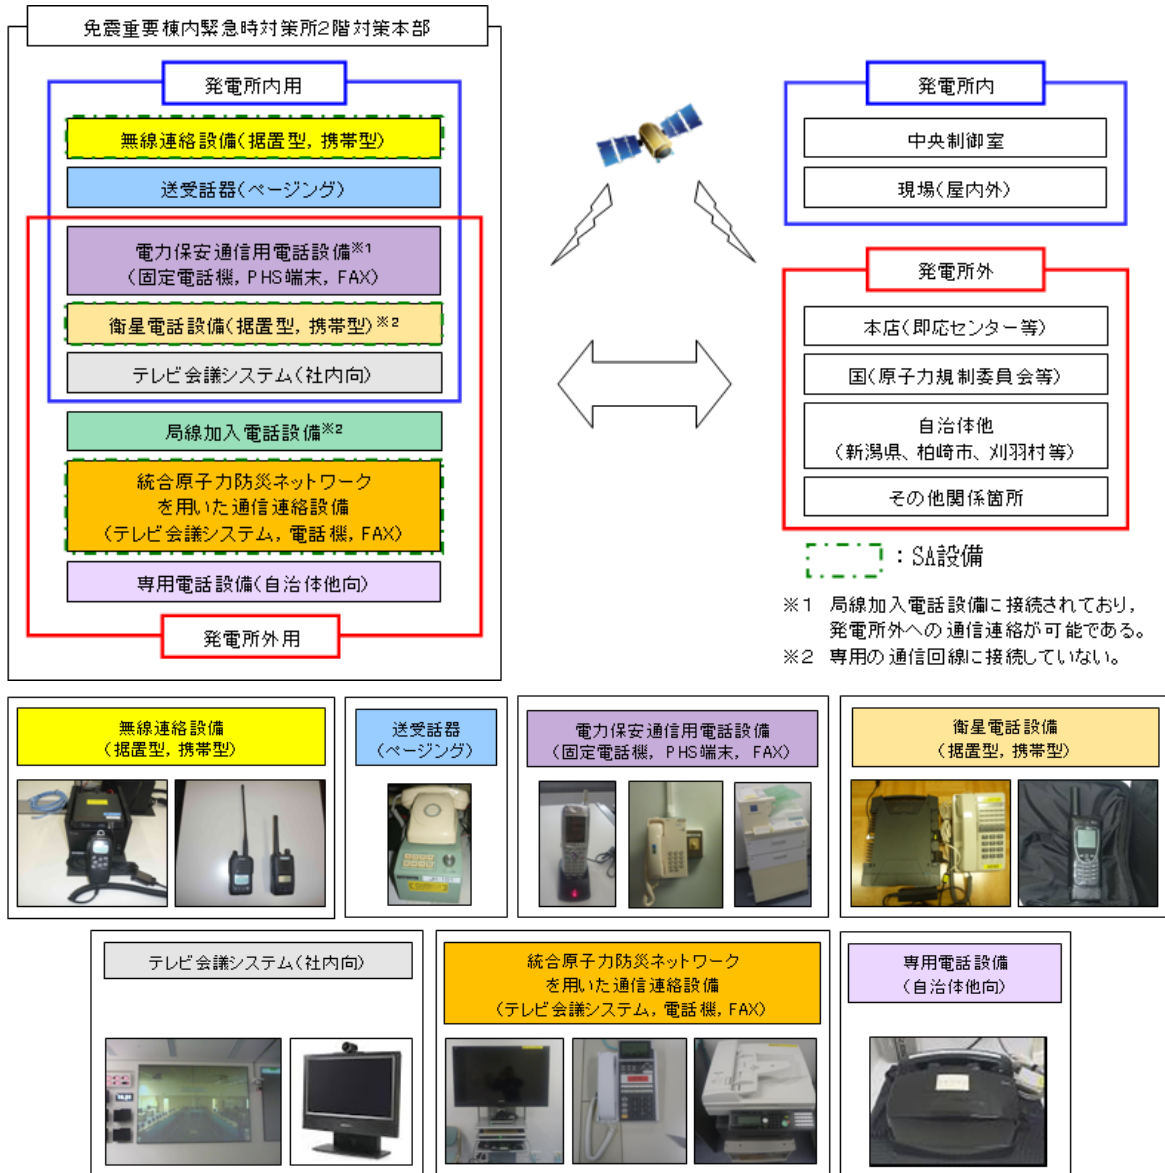 免震重要棟内緊急時対策所2階対策本部
発電所内用
無線連絡設備(据置型,携帯型)
送受話器(ページング)
電力保安通信用電話設備※1
(固定電話機,PHS端末,FAX)
衛星電話設備(据置型,携帯型)※2
テレビ会議システム(社内向)
局線加入電話設備※2
統合原子力防災ネットワーク
を用いた通信連絡設備
(テレビ会議システム,電話機,FAX)
専用電話設備(自治体他向)
発電所外用
発電所内
中央制御室
現場(屋内外)
発電所外
本店(即応センター等)
国(原子力規制委員会等)
自治体他
(新潟県、柏崎市、刈羽村等)
その他関係箇所
:SA設備
※1 局線加入電話設備に接続されており,
発電所外への通信連絡が可能である。
※2 専用の通信回線に接続していない。
無線連絡設備
(据置型,携帯型)
送受話器
(ページング)
電力保安通信用電話設備
(固定電話機,PHS端末,FAX)
衛星電話設備
(据置型,携帯型)
テレビ会議システム(社内向)
統合原子力防災ネットワーク
を用いた通信連絡設備
(テレビ会議システム,電話機,FAX)
専用電話設備
(自治体他向)